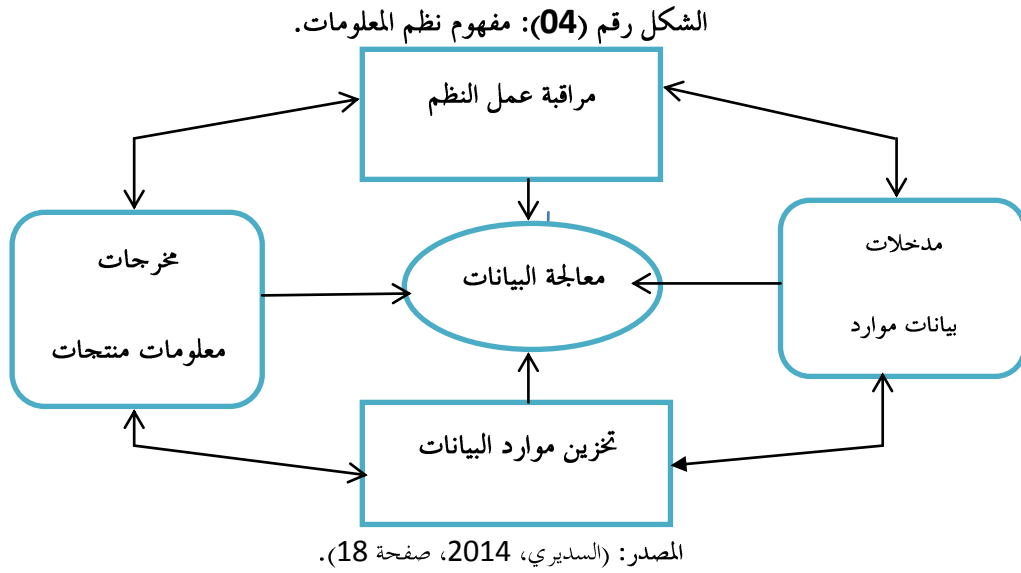 الشكل رقم (04): مفهوم نظم المعلومات.
مراقبة عمل النظم
مدخلات
بيانات موارد
معالجة البيانات
مخرجات
معلومات منتجات
تخزين موارد البيانات
المصدر: (السديري، 2014، صفحة 18).